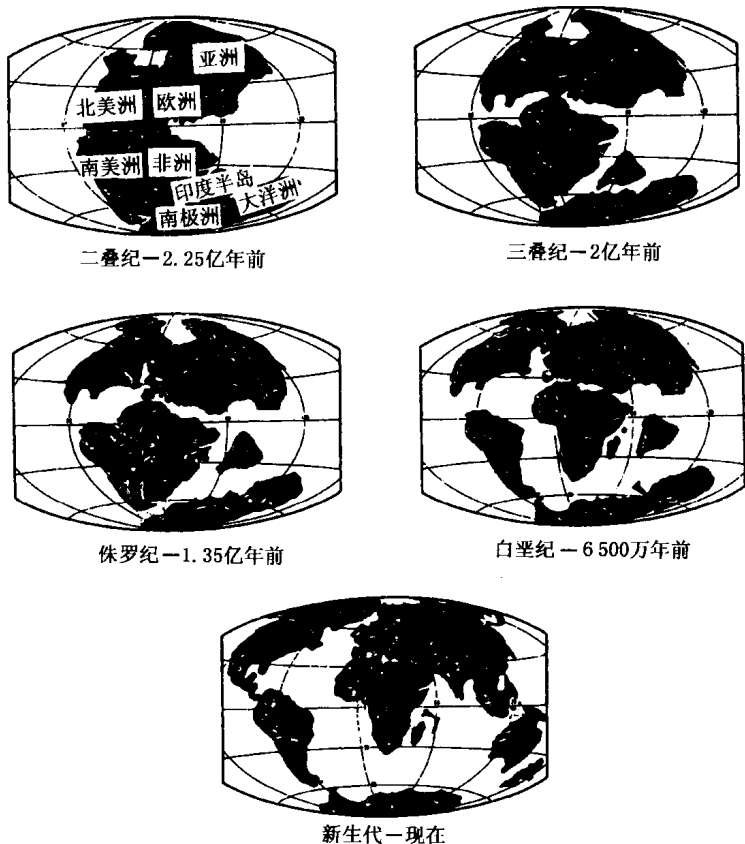 亚洲
北美洲
欧洲
南美洲
非洲
印度半岛
大洋洲
南极洲
二叠纪－2.25亿年前
三叠纪－2亿年前
侏罗纪－1.35亿年前
白垩纪－6500万年前
新生代－现在